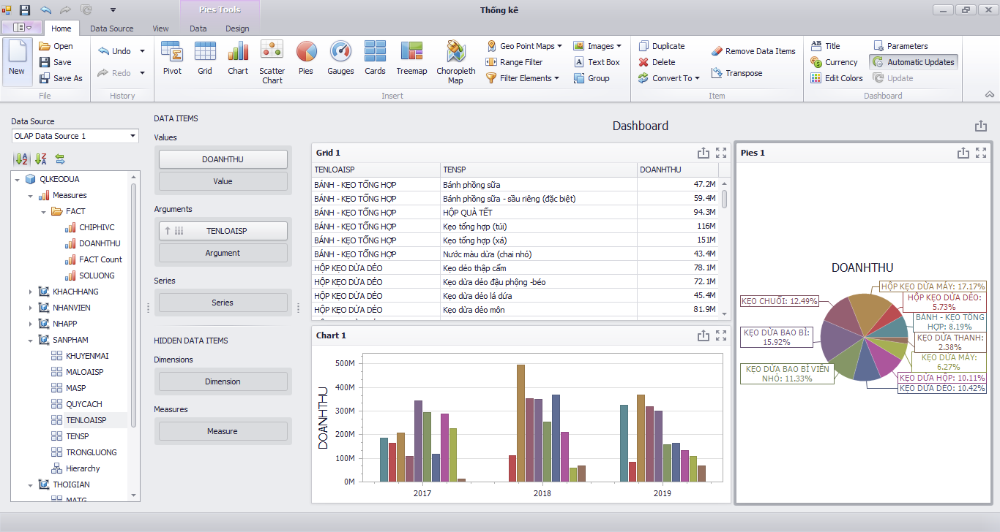 Pies Tools
Thống kê
Home
Data Source
View
Data
Design
New
Open
Save
Save As
File
Undo
Redo
History
Pivot
Grid
Chart
Scatter
Chart
Pies
Gauges
Cards
Treemap
Choropleth
Map
Geo Point Maps
Range Filter
Filter Elements
Images
Text Box
Group
Insert
Duplicate
Delete
Convert To
Remove Data Items
Transpose
Item
Title
Currency
Edit Colors
Parameters
Automatic Updates
Update
Dashboard
Data Source
OLAP Data Source 1
QLKEODUA
Measures
FACT
CHIPHIVC
DOANHTHU
FACT Count
SOLUONG
KHACHHANG
NHANVIEN
NHAPP
SANPHAM
KHUYENMAI
MALOAISP
MASP
QUYCACH
TENLOAISP
TENSP
TRONGLUONG
Hierarchy
THOIGIAN
MATG
DATA ITEMS
Values
DOANHTHU
Value
Arguments
TENLOAISP
Argument
Series
Series
HIDDEN DATA ITEMS
Dimensions
Dimension
Measures
Measure
Dashboard
Grid 1
TENLOAISP TENSP DOANHTHU
BÁNH - KẸO TỔNG HỢP Bánh phồng sữa 47.2M
BÁNH - KẸO TỔNG HỢP Bánh phồng sữa - sầu riêng (đặc biệt) 59.4M
BÁNH - KẸO TỔNG HỢP HỘP QUÀ TẾT 94.3M
BÁNH - KẸO TỔNG HỢP Kẹo tổng hợp (túi) 116M
BÁNH - KẸO TỔNG HỢP Kẹo tổng hợp (xá) 151M
BÁNH - KẸO TỔNG HỢP Nước màu dừa (chai nhỏ) 43.4M
HỘP KẸO DỪA DẺO Kẹo dẻo thập cẩm 78.1M
HỘP KẸO DỪA DẺO Kẹo dừa dẻo đậu phộng -béo 72.1M
HỘP KẸO DỪA DẺO Kẹo dừa dẻo lá dứa 45.4M
HỘP KẸO DỪA DẺO Kẹo dừa dẻo môn 81.9M
Chart 1
DOANHTHU
500M
400M
300M
200M
100M
0M
2017
2018
2019
Pies 1
DOANHTHU
HỘP KẸO DỪA MÁY: 17.17%
HỘP KẸO DỪA DẺO:
5.73%
BÁNH - KẸO TỔNG
HỢP: 8.19%
KẸO DỪA THANH:
2.38%
KẸO DỪA MÁY:
6.27%
KẸO DỪA HỘP: 10.11%
KẸO DỪA DẺO: 10.42%
KẸO DỪA BAO BÌ VIÊN
NHỎ: 11.33%
KẸO DỪA BAO BÌ:
15.92%
KẸO CHUỐI: 12.49%